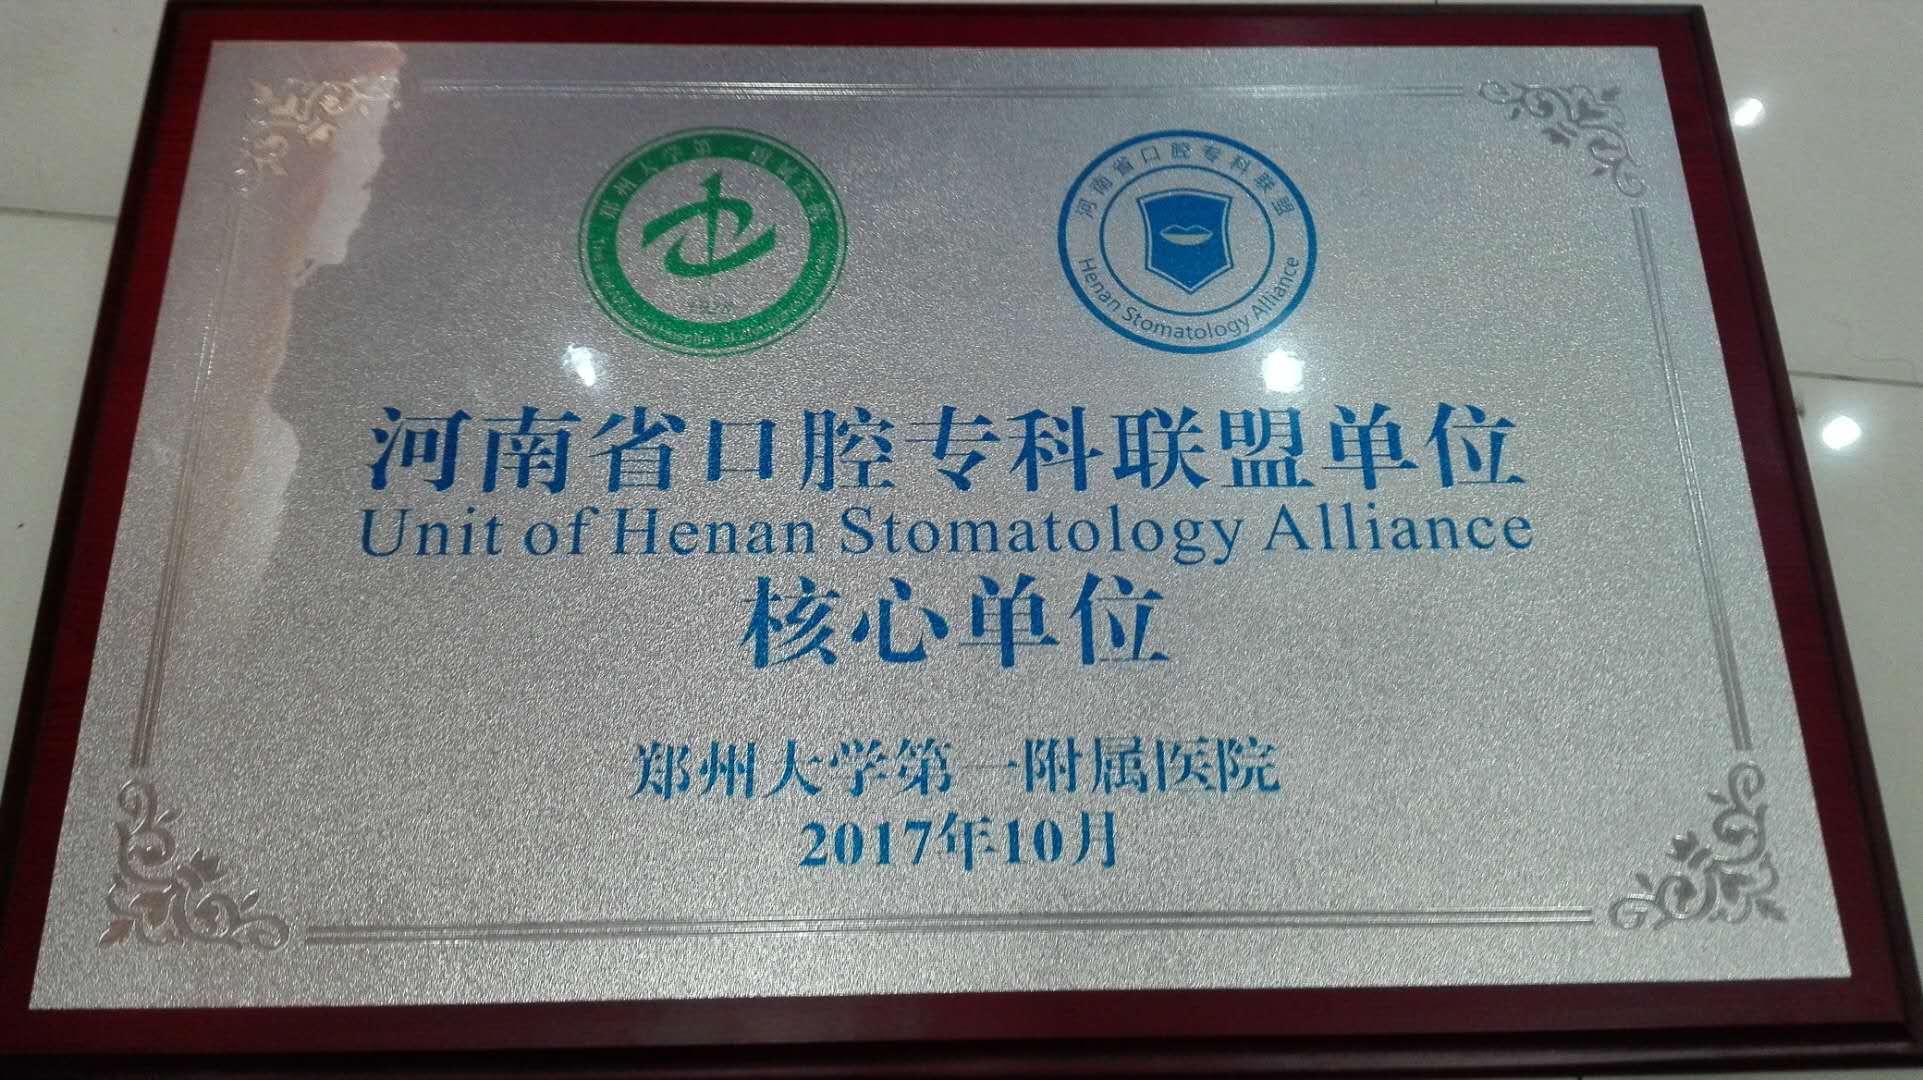 郑州大学第一附属医院
河南省口腔专科联盟
Henan Stomatology Alliance
河南省口腔专科联盟单位
Unit of Henan Stomatology Alliance
核心单位
郑州大学第一附属医院
2017年10月